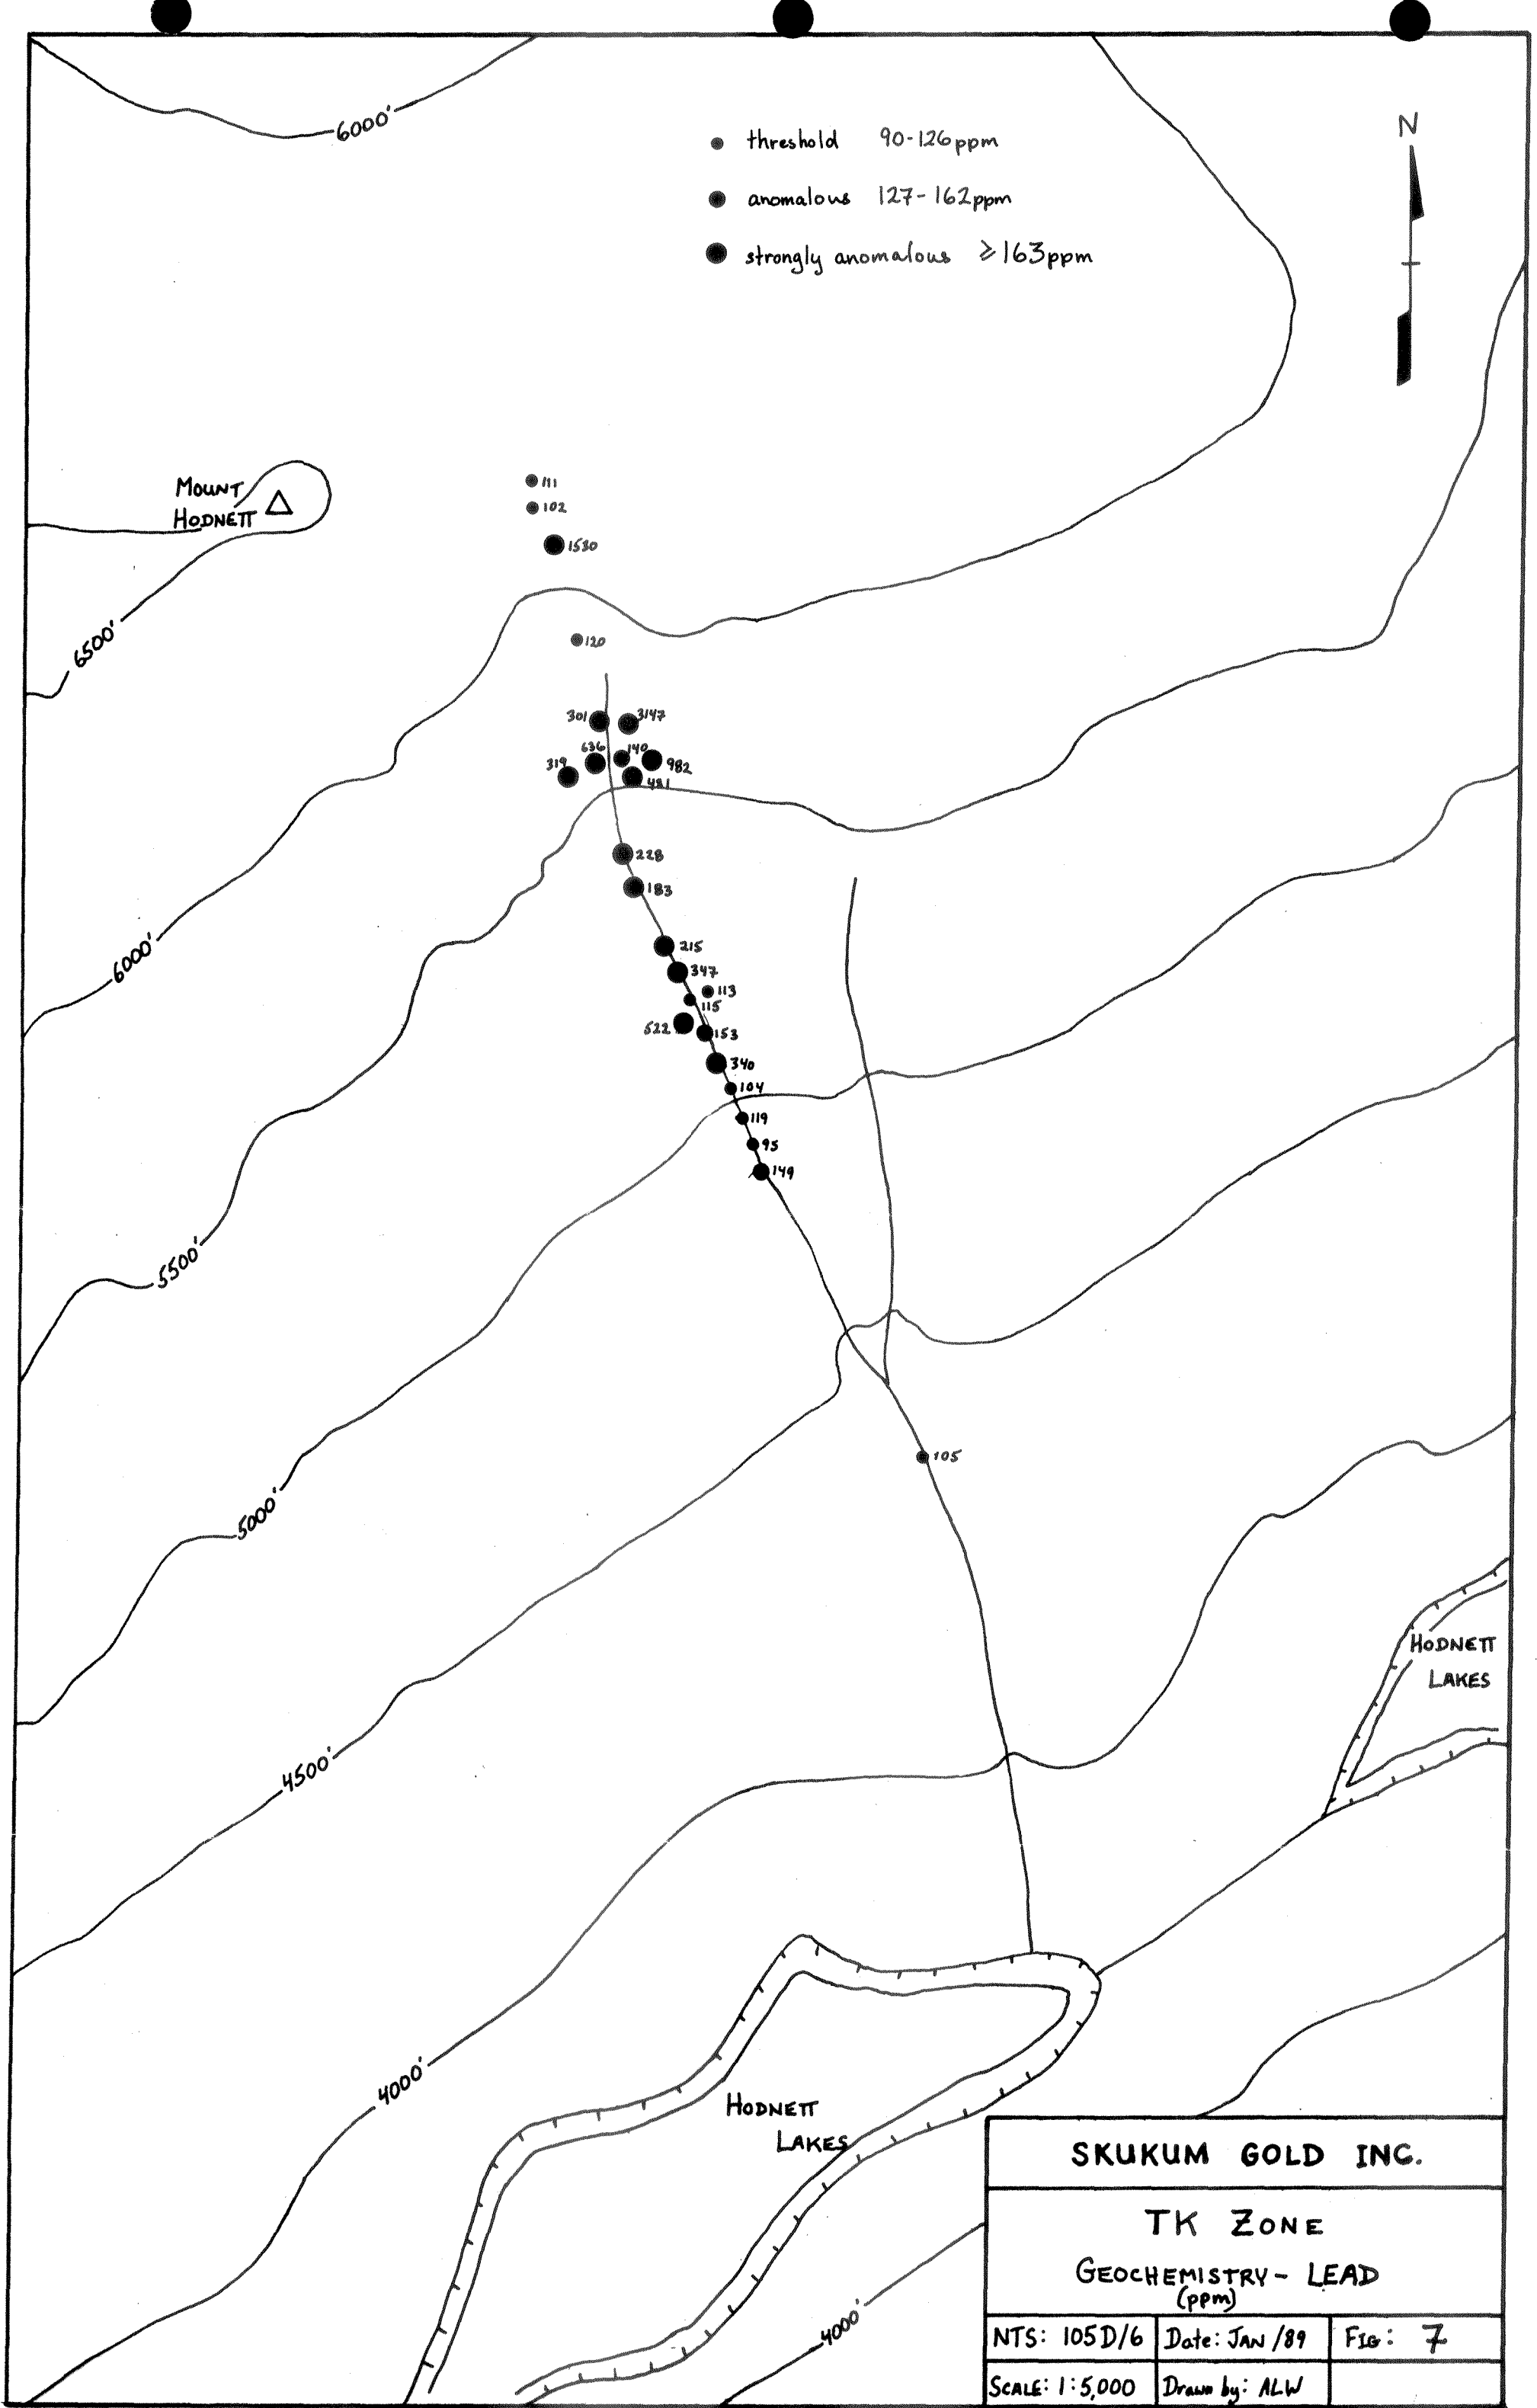 6000'
threshold 90-126ppm
anomalous 127-162ppm
strongly anomalous ≥163ppm
N
MOUNT
HODNETT
111
102
1530
6500'
120
301
3147
636
140
319
982
481
228
183
6000'
215
347
113
115
522
153
340
104
119
95
149
5500'
105
5000'
HODNETT
LAKES
4500'
4000'
HODNETT
LAKES
4000'
SKUKUM GOLD INC.
TK ZONE
GEOCHEMISTRY - LEAD
(ppm)
NTS: 105D/6 Date: JAN /89 FIG: 7
SCALE: 1:5,000 Drawn by: ALW